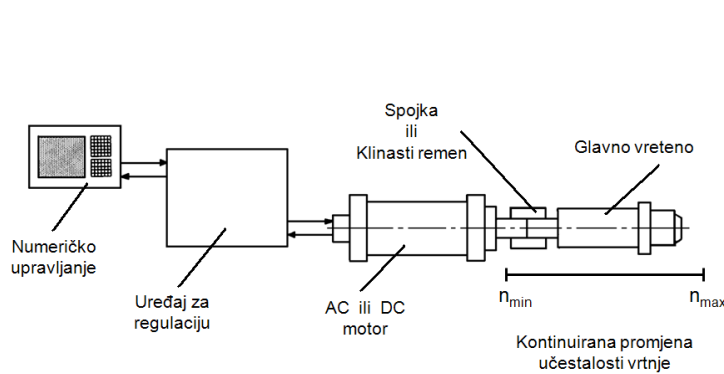 Spojka
ili
Klinasti remen
Glavno vreteno
Numeričko
upravljanje
Uređaj za
regulaciju
AC ili DC
motor
nmin
nmax
Kontinuirana promjena
učestalosti vrtnje